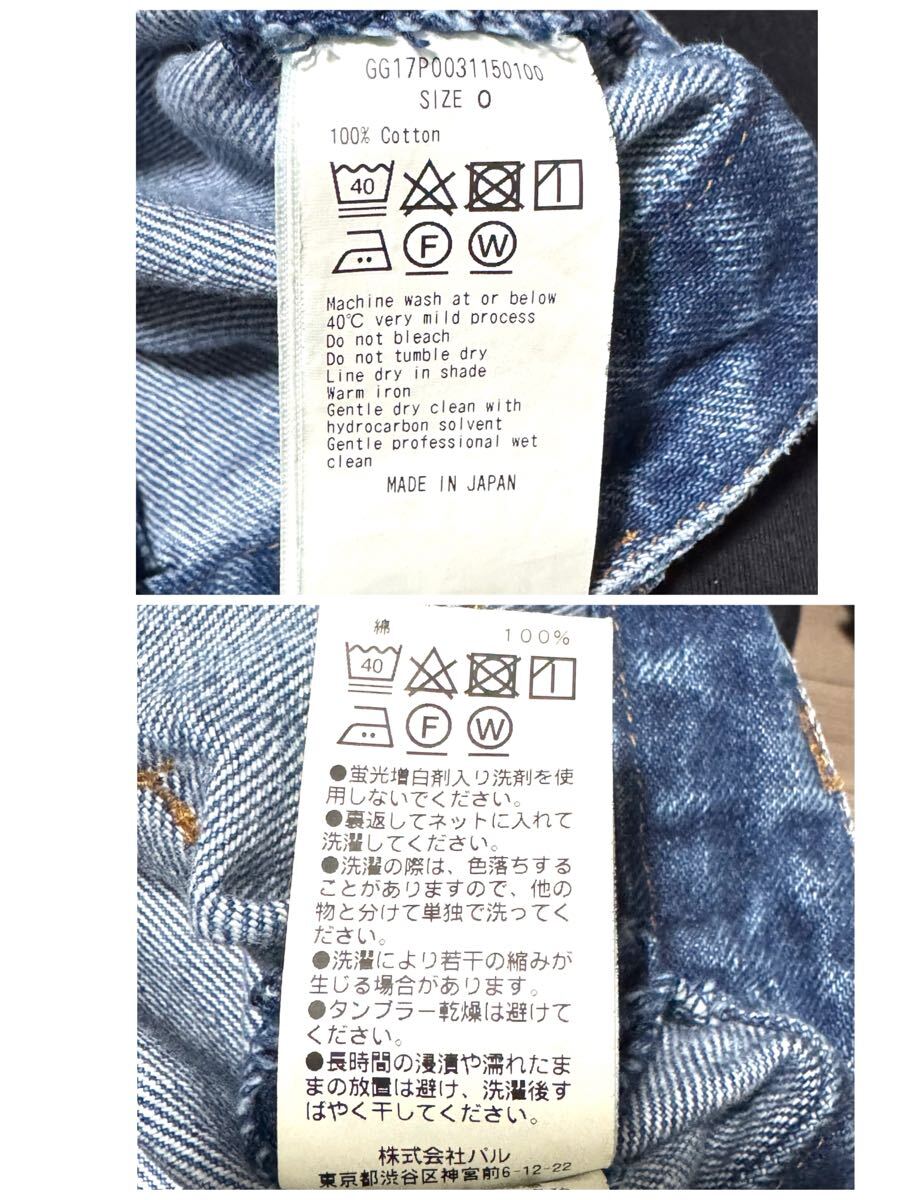 GG17P0031150100
SIZE 0
100% Cotton
40
F W
Machine wash at or below
40℃ very mild process
Do not bleach
Do not tumble dry
Line dry in shade
Warm iron
Gentle dry clean with
hydrocarbon solvent
Gentle professional wet
clean
MADE IN JAPAN
綿 100%
40
F W
●蛍光増白剤入り洗剤を使
用しないでください。
●裏返してネットに入れて
洗濯してください。
●洗濯の際は、色落ちする
ことがありますので、他の
物と分けて単独で洗ってく
ださい。
●洗濯により若干の縮みが
生じる場合があります。
●タンブラー乾燥は避けて
ください。
●長時間の浸漬や濡れたま
まの放置は避け、洗濯後す
ばやく干してください。
株式会社パル
東京都渋谷区神宮前6-12-22